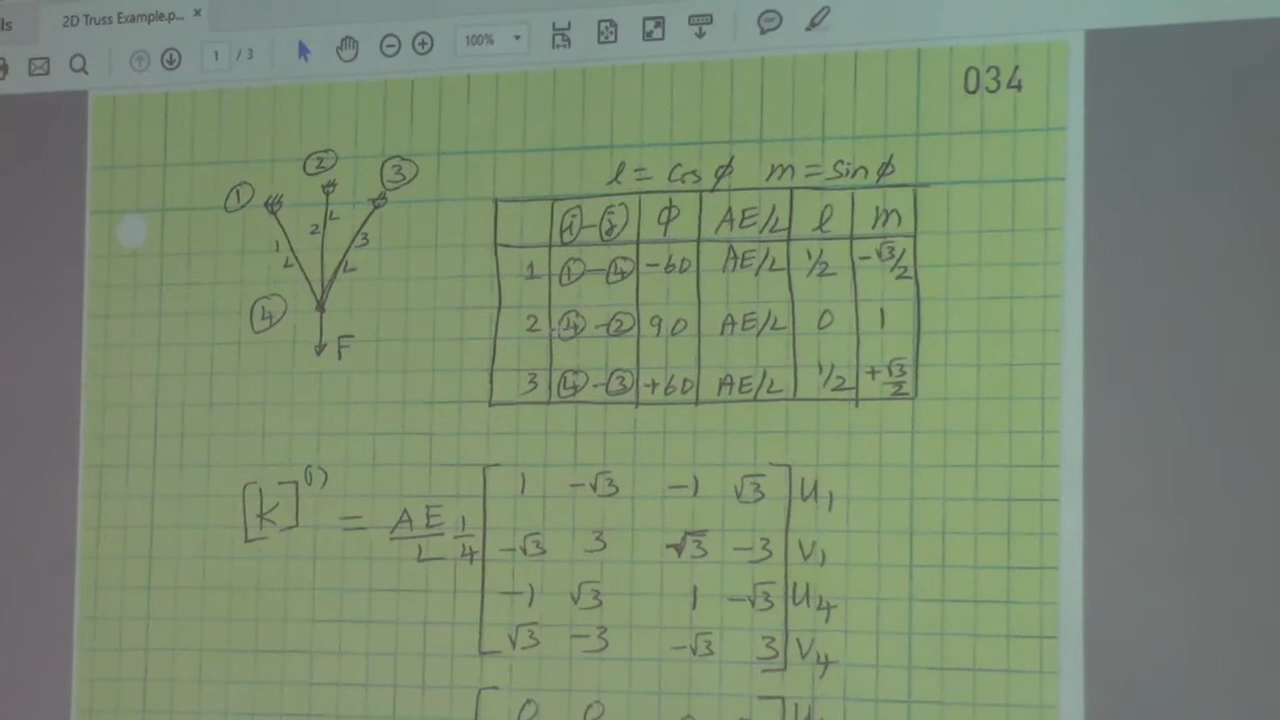 ls
2D Truss Example.p... ×
1 / 3
100%
034
① ② ③
1 L 2 L 3 L
④
F
l = cos ϕ m = sin ϕ
ⓘ-ⓙ ϕ AE/L l m
1 ①-④ -60 AE/L 1/2 -√3/2
2 ④-② 90 AE/L 0 1
3 ④-③ +60 AE/L 1/2 +√3/2
[K]⁽¹⁾ = AE/L 1/4
1 -√3 -1 √3 U₁
-√3 3 √3 -3 V₁
-1 √3 1 -√3 U₄
√3 -3 -√3 3 V₄
0 0